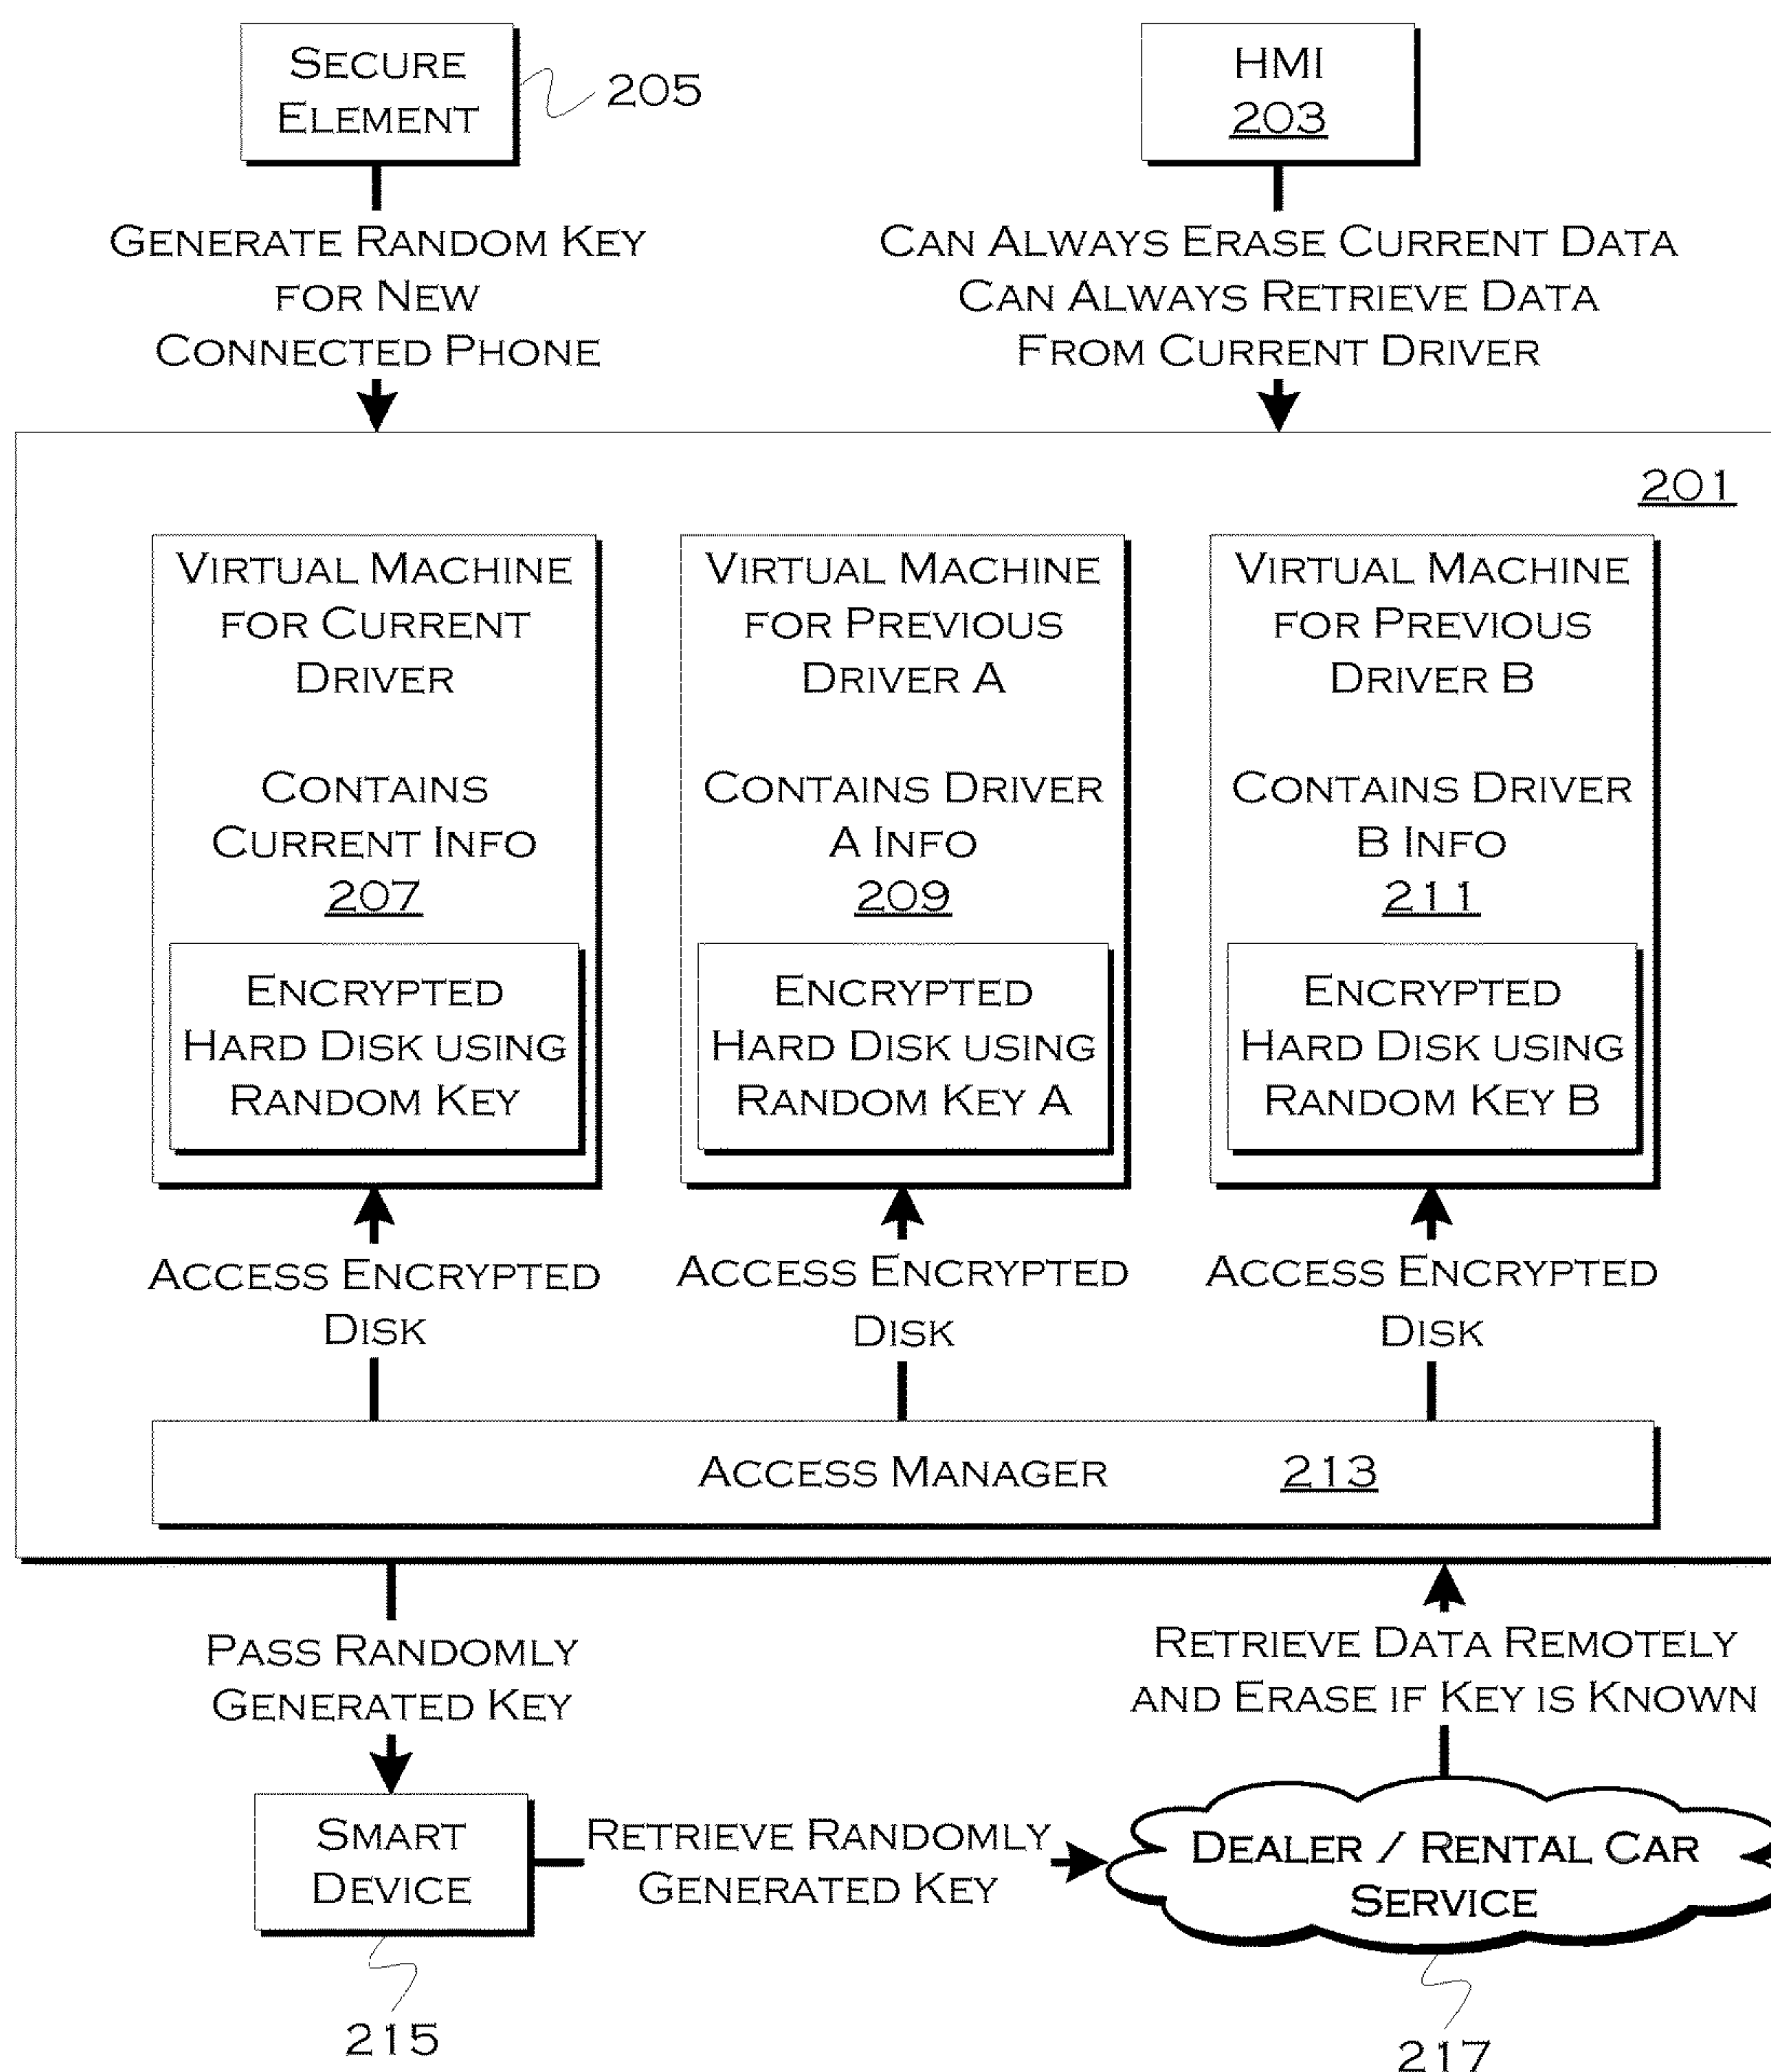 SECURE
ELEMENT
205
HMI
203
GENERATE RANDOM KEY
FOR NEW
CONNECTED PHONE
CAN ALWAYS ERASE CURRENT DATA
CAN ALWAYS RETRIEVE DATA
FROM CURRENT DRIVER
201
VIRTUAL MACHINE
FOR CURRENT
DRIVER
CONTAINS
CURRENT INFO
207
ENCRYPTED
HARD DISK USING
RANDOM KEY
VIRTUAL MACHINE
FOR PREVIOUS
DRIVER A
CONTAINS DRIVER
A INFO
209
ENCRYPTED
HARD DISK USING
RANDOM KEY A
VIRTUAL MACHINE
FOR PREVIOUS
DRIVER B
CONTAINS DRIVER
B INFO
211
ENCRYPTED
HARD DISK USING
RANDOM KEY B
ACCESS ENCRYPTED
DISK
ACCESS ENCRYPTED
DISK
ACCESS ENCRYPTED
DISK
ACCESS MANAGER 213
PASS RANDOMLY
GENERATED KEY
RETRIEVE DATA REMOTELY
AND ERASE IF KEY IS KNOWN
SMART
DEVICE
RETRIEVE RANDOMLY
GENERATED KEY
DEALER / RENTAL CAR
SERVICE
215
217